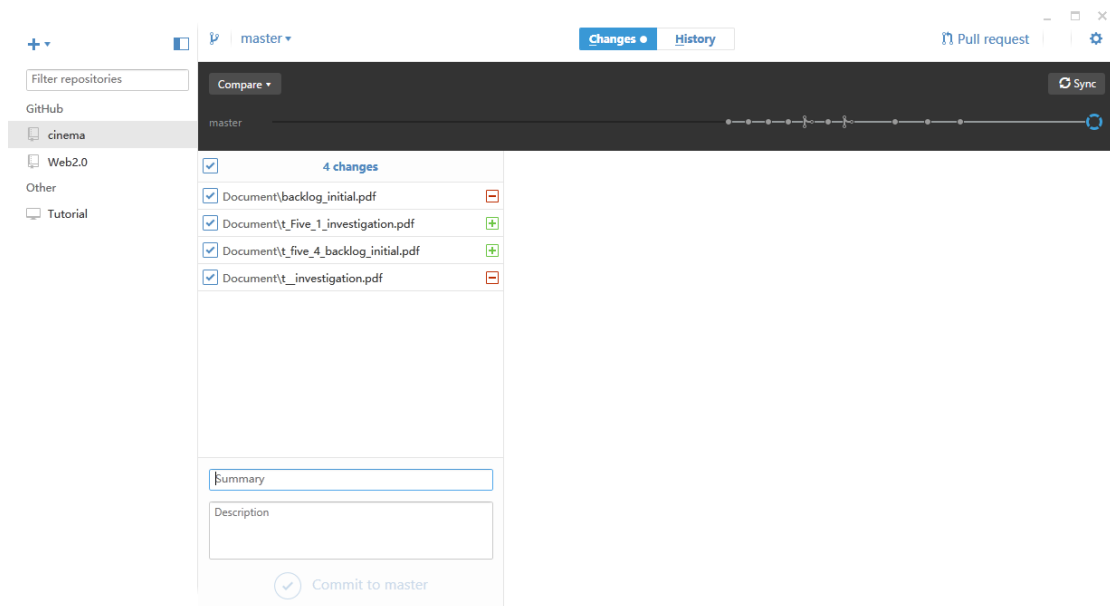 master
Changes
History
Pull request
Filter repositories
Compare
Sync
GitHub
master
cinema
Web2.0
4 changes
Other
Document\backlog_initial.pdf
Tutorial
Document\t_Five_1_investigation.pdf
Document\t_five_4_backlog_initial.pdf
Document\t__investigation.pdf
Summary
Description
Commit to master